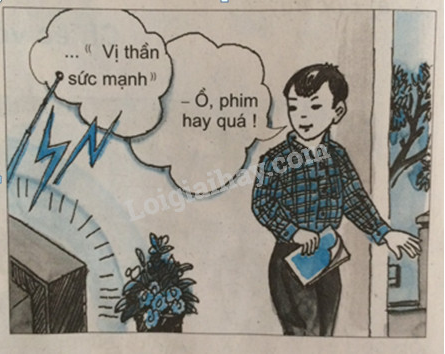 ... “ Vị thần
sức mạnh”
– Ồ, phim
hay quá !
Loigiaihay.com